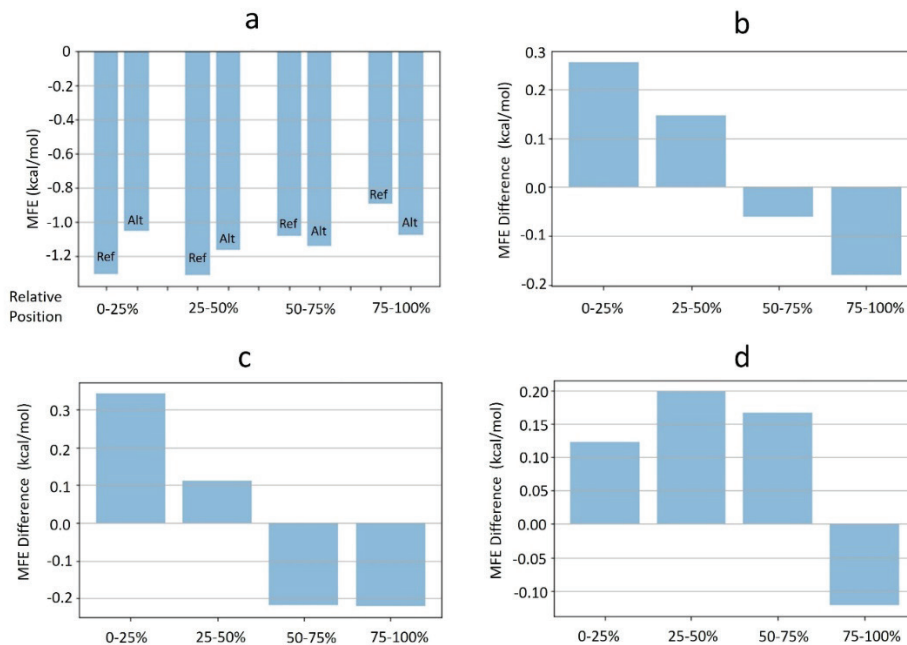 a
MFE (kcal/mol)
0
-0.2
-0.4
-0.6
-0.8
-1.0
-1.2
Ref
Alt
Ref
Alt
Ref
Alt
Ref
Alt
Relative
Position
0-25% 25-50% 50-75% 75-100%
b
MFE Difference (kcal/mol)
0.3
0.2
0.1
0.0
-0.1
-0.2
0-25% 25-50% 50-75% 75-100%
c
MFE Difference (kcal/mol)
0.3
0.2
0.1
0.0
-0.1
-0.2
0-25% 25-50% 50-75% 75-100%
d
MFE Difference (kcal/mol)
0.20
0.15
0.10
0.05
0.00
-0.05
-0.10
0-25% 25-50% 50-75% 75-100%